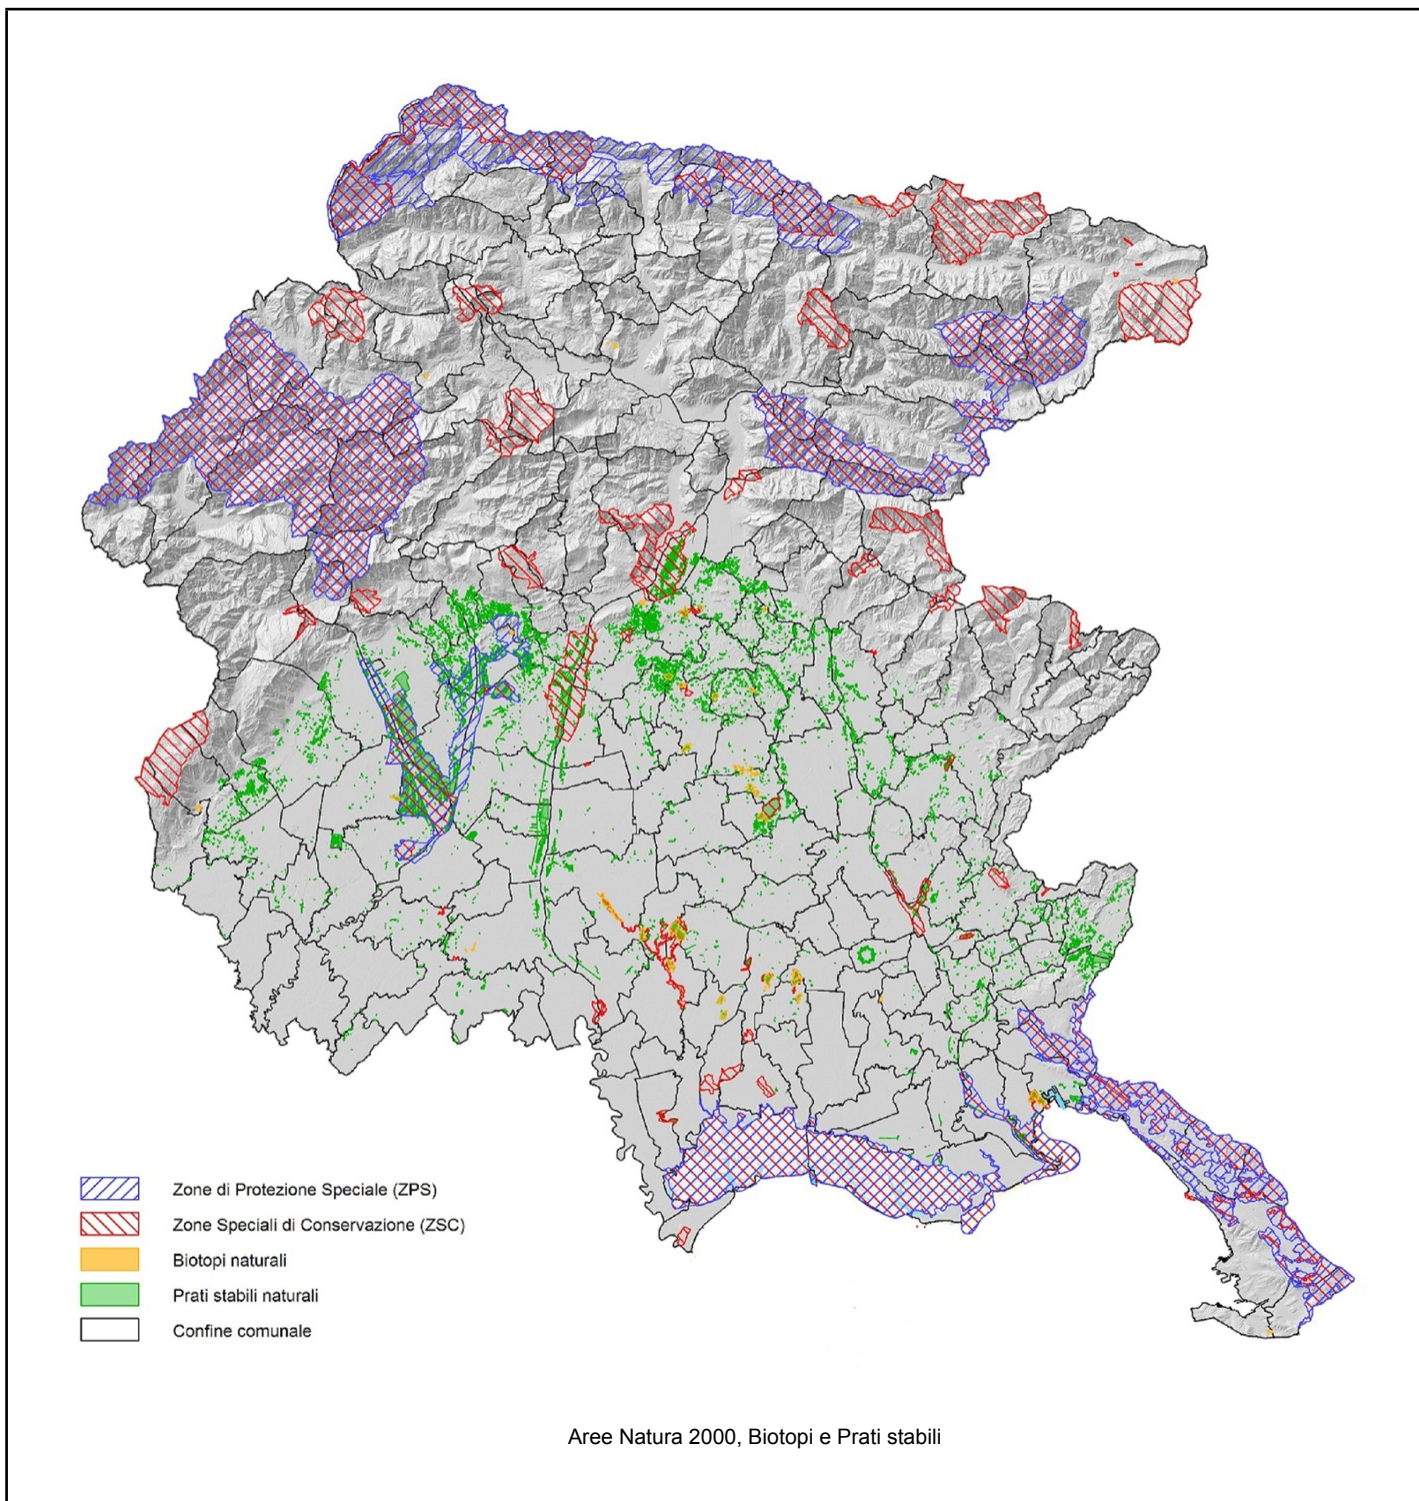 Zone di Protezione Speciale (ZPS)
Zone Speciali di Conservazione (ZSC)
Biotopi naturali
Prati stabili naturali
Confine comunale
Aree Natura 2000, Biotopi e Prati stabili